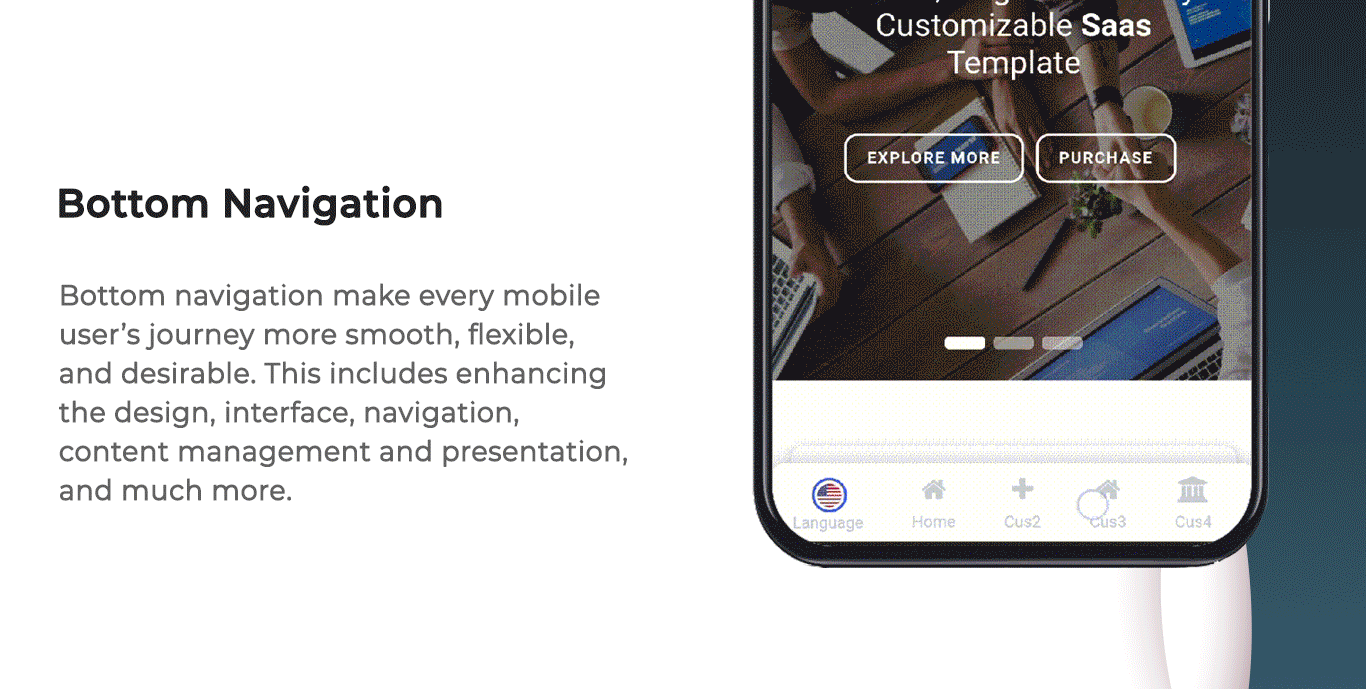 Bottom Navigation
Bottom navigation make every mobile
user’s journey more smooth, flexible,
and desirable. This includes enhancing
the design, interface, navigation,
content management and presentation,
and much more.
Customizable Saas
Template
EXPLORE MORE
PURCHASE
Language
Home
Cus2
Cus3
Cus4